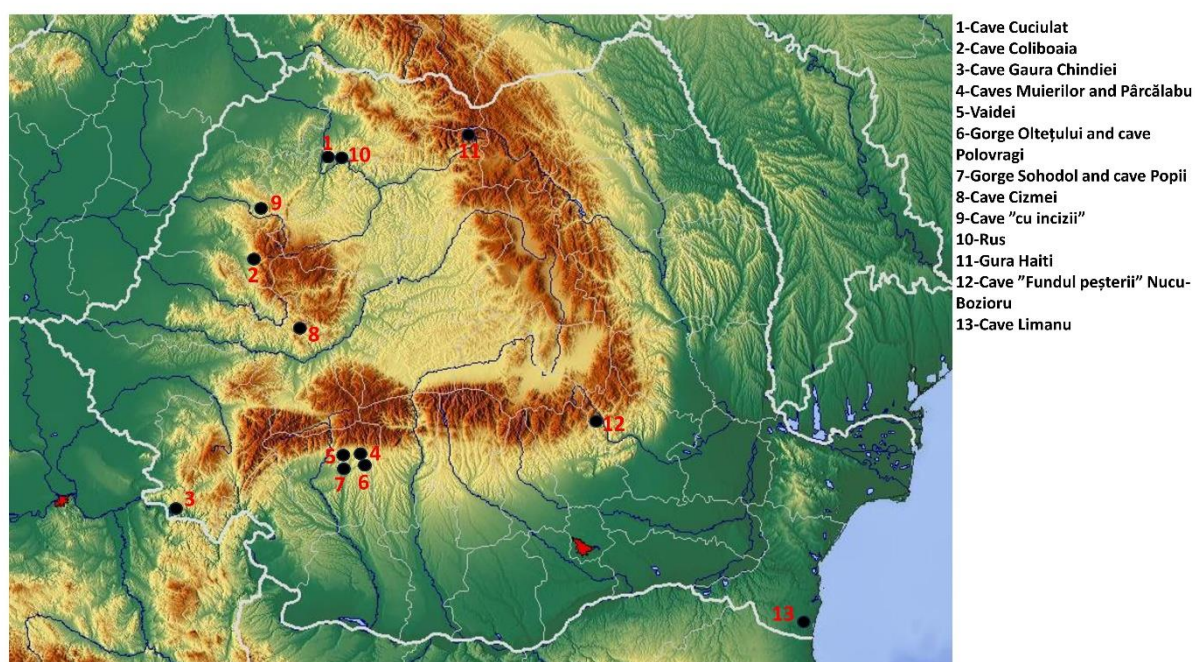 1-Cave Cuciulat
2-Cave Coliboaia
3-Cave Gaura Chindiei
4-Caves Muierilor and Pârcălabu
5-Vaidei
6-Gorge Oltețului and cave
Polovragi
7-Gorge Sohodol and cave Popii
8-Cave Cizmei
9-Cave ”cu incizii”
10-Rus
11-Gura Haiti
12-Cave ”Fundul peșterii” Nucu-
Bozioru
13-Cave Limanu
1
10
11
9
2
8
12
5
4
7
6
3
13